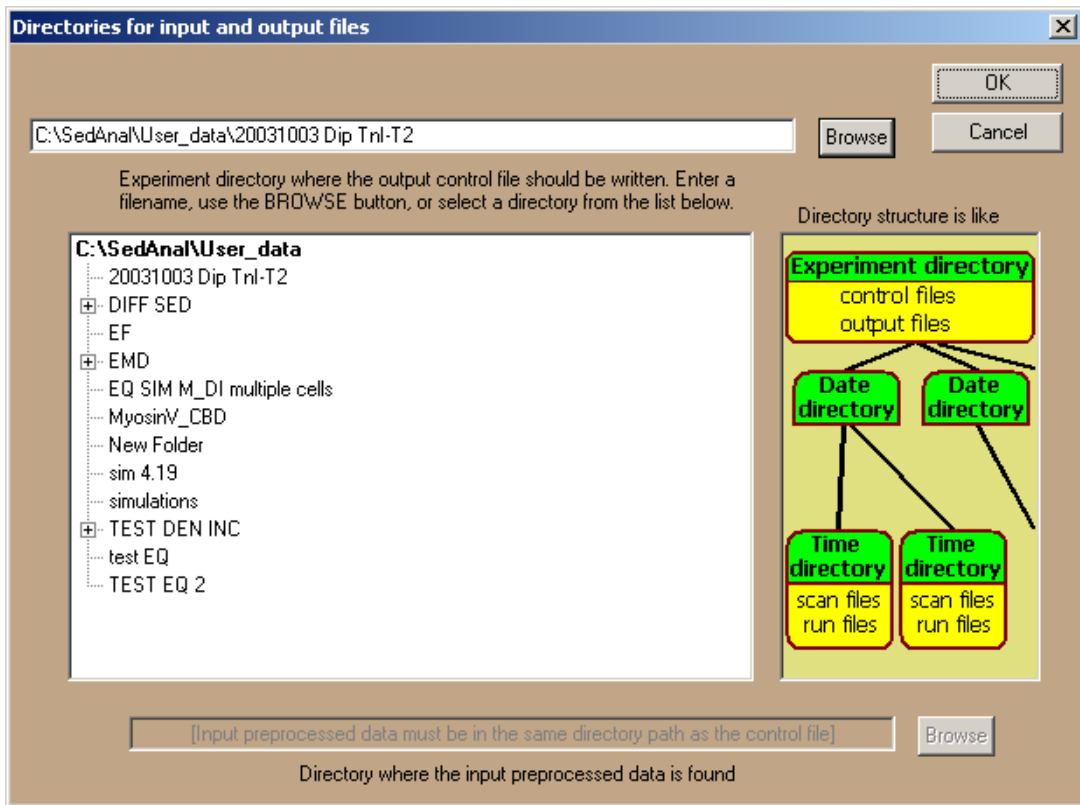 Directories for input and output files
OK
C:\SedAnal\User_data\20031003 Dip TnI-T2
Browse
Cancel
Experiment directory where the output control file should be written. Enter a
filename, use the BROWSE button, or select a directory from the list below.
Directory structure is like
C:\SedAnal\User_data
20031003 Dip TnI-T2
DIFF SED
EF
EMD
EQ SIM M_DI multiple cells
MyosinV_CBD
New Folder
sim 4.19
simulations
TEST DEN INC
test EQ
TEST EQ 2
Experiment directory
control files
output files
Date
directory
Date
directory
Time
directory
scan files
run files
Time
directory
scan files
run files
[Input preprocessed data must be in the same directory path as the control file]
Browse
Directory where the input preprocessed data is found